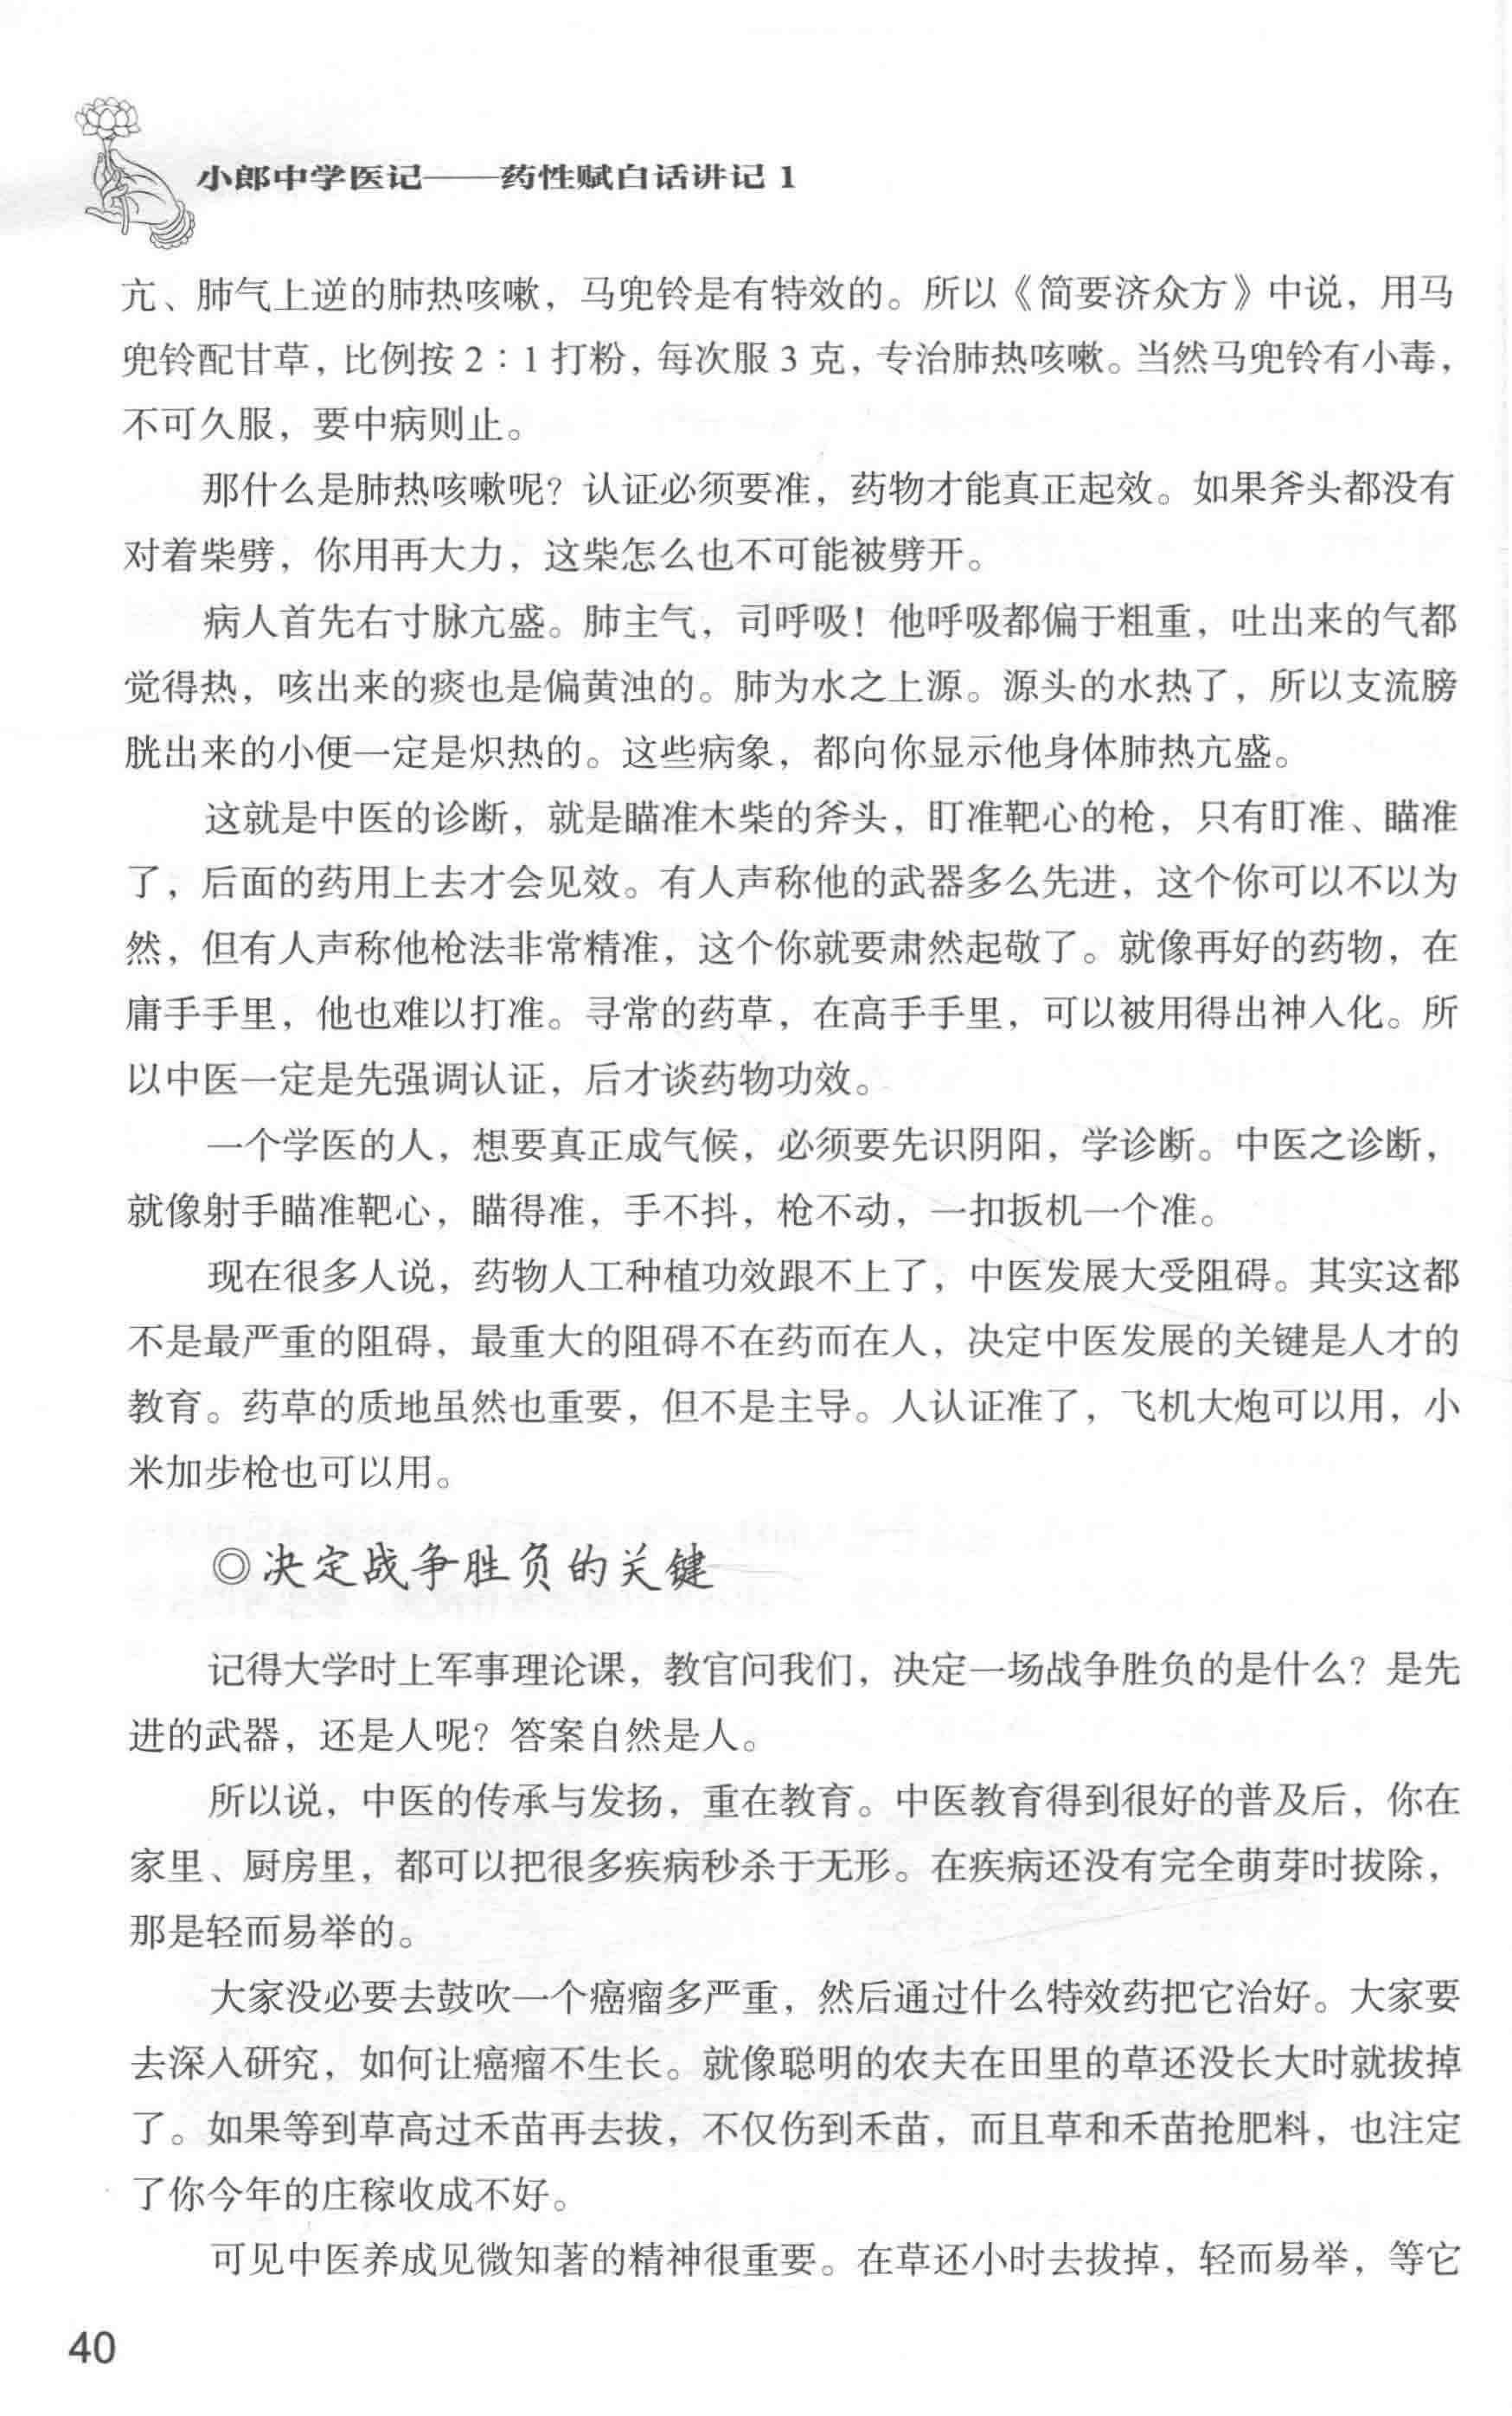 小郎中学医记——药性赋白话讲记 1
亢、肺气上逆的肺热咳嗽，马兜铃是有特效的。所以《简要济众方》中说，用马
兜铃配甘草，比例按 2：1 打粉，每次服 3 克，专治肺热咳嗽。当然马兜铃有小毒，
不可久服，要中病则止。
那什么是肺热咳嗽呢？认证必须要准，药物才能真正起效。如果斧头都没有
对着柴劈，你用再大力，这柴怎么也不可能被劈开。
病人首先右寸脉亢盛。肺主气，司呼吸！他呼吸都偏于粗重，吐出来的气都
觉得热，咳出来的痰也是偏黄浊的。肺为水之上源。源头的水热了，所以支流膀
胱出来的小便一定是炽热的。这些病象，都向你显示他身体肺热亢盛。
这就是中医的诊断，就是瞄准木柴的斧头，盯准靶心的枪，只有盯准、瞄准
了，后面的药用上去才会见效。有人声称他的武器多么先进，这个你可以不以为
然，但有人声称他枪法非常精准，这个你就要肃然起敬了。就像再好的药物，在
庸手手里，他也难以打准。寻常的药草，在高手手里，可以被用得出神入化。所
以中医一定是先强调认证，后才谈药物功效。
一个学医的人，想要真正成气候，必须要先识阴阳，学诊断。中医之诊断，
就像射手瞄准靶心，瞄得准，手不抖，枪不动，一扣扳机一个准。
现在很多人说，药物人工种植功效跟不上了，中医发展大受阻碍。其实这都
不是最严重的阻碍，最重大的阻碍不在药而在人，决定中医发展的关键是人才的
教育。药草的质地虽然也重要，但不是主导。人认证准了，飞机大炮可以用，小
米加步枪也可以用。
◎决定战争胜负的关键
记得大学时上军事理论课，教官问我们，决定一场战争胜负的是什么？是先
进的武器，还是人呢？答案自然是人。
所以说，中医的传承与发扬，重在教育。中医教育得到很好的普及后，你在
家里、厨房里，都可以把很多疾病秒杀于无形。在疾病还没有完全萌芽时拔除，
那是轻而易举的。
大家没必要去鼓吹一个癌瘤多严重，然后通过什么特效药把它治好。大家要
去深入研究，如何让癌瘤不生长。就像聪明的农夫在田里的草还没长大时就拔掉
了。如果等到草高过禾苗再去拔，不仅伤到禾苗，而且草和禾苗抢肥料，也注定
了你今年的庄稼收成不好。
可见中医养成见微知著的精神很重要。在草还小时去拔掉，轻而易举，等它
40